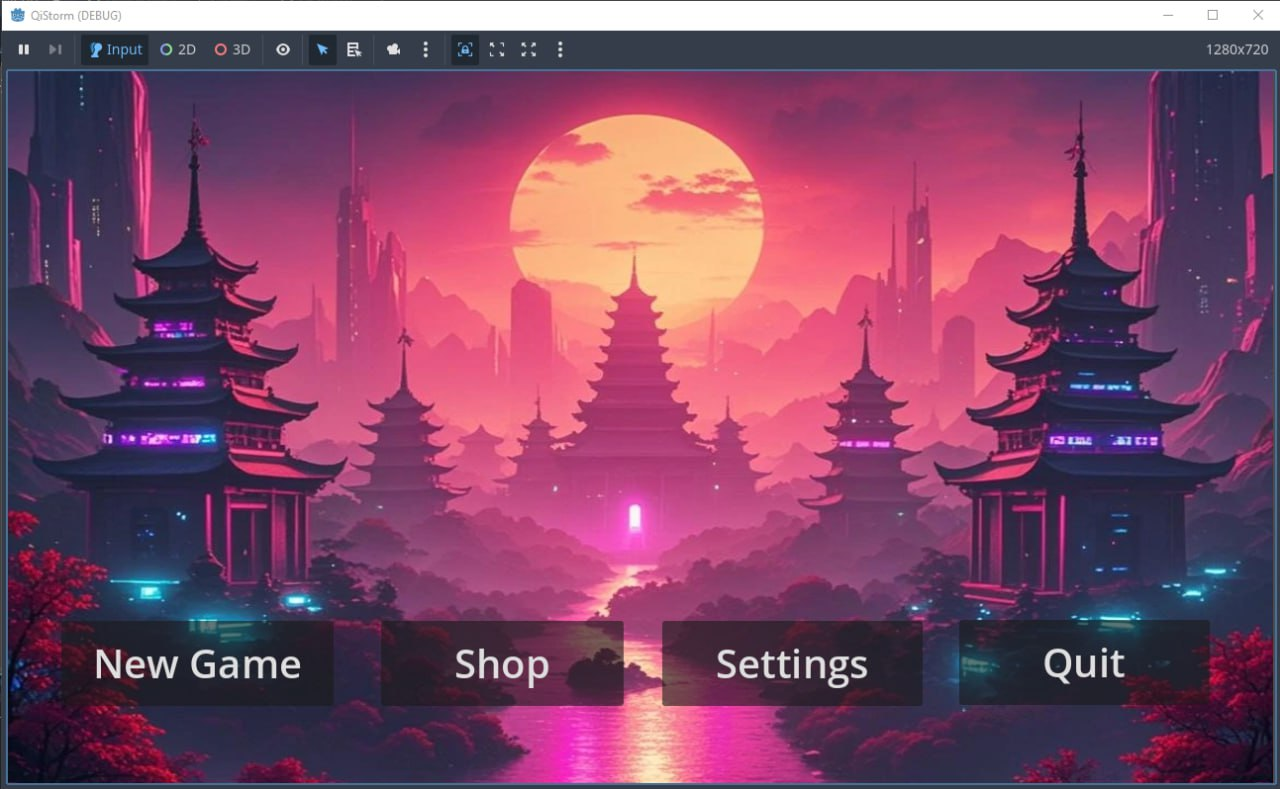 QiStorm (DEBUG)
Input 2D 3D 1280x720
New Game Shop Settings Quit